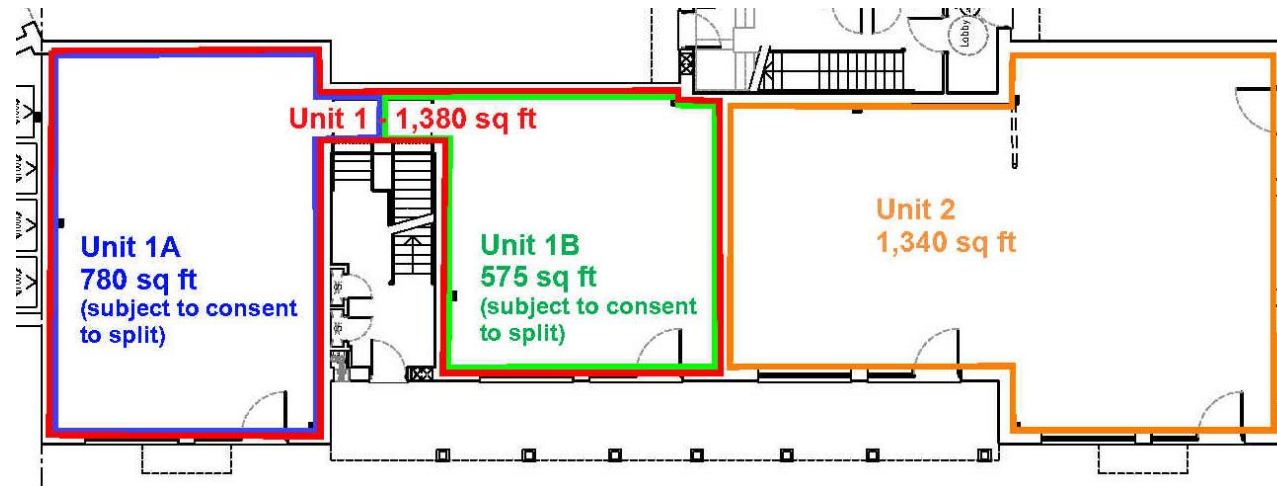 Lobby
Unit 1 - 1,380 sq ft
Unit 1A
780 sq ft
(subject to consent
to split)
Unit 1B
575 sq ft
(subject to consent
to split)
Unit 2
1,340 sq ft